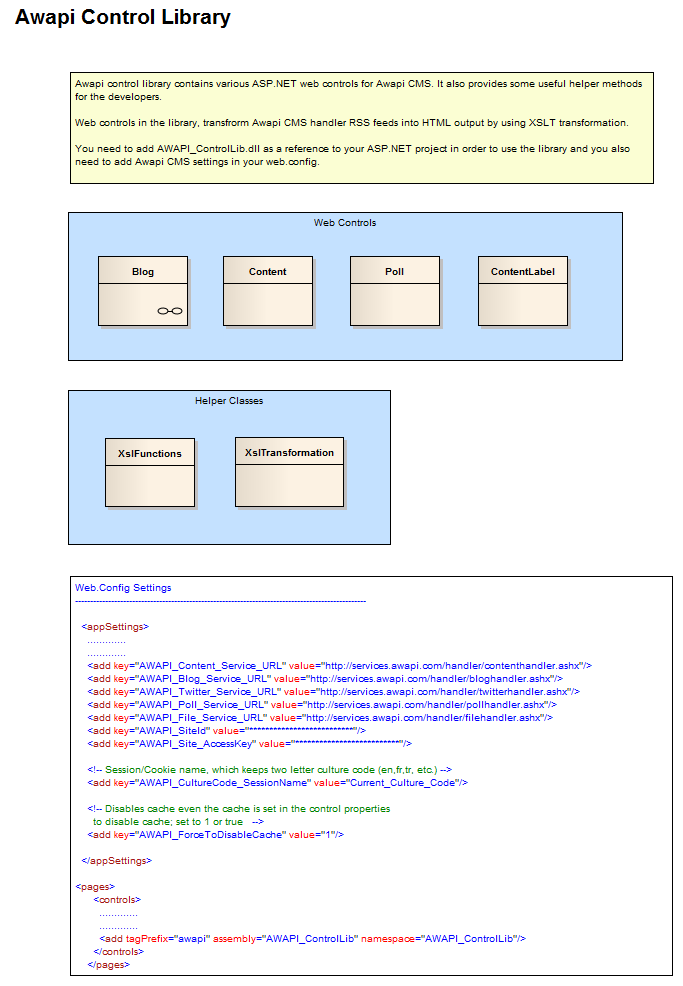 Awapi Control Library
Awapi control library contains various ASP.NET web controls for Awapi CMS. It also provides some useful helper methods
for the developers.
Web controls in the library, transfrorm Awapi CMS handler RSS feeds into HTML output by using XSLT transformation.
You need to add AWAPI_ControlLib.dll as a reference to your ASP.NET project in order to use the library and you also
need to add Awapi CMS settings in your web.config.
Web Controls
Blog
Content
Poll
ContentLabel
Helper Classes
XslFunctions
XslTransformation
Web.Config Settings
-------------------------------------------------------------------------------------------------
<appSettings>
.............
.............
<add key="AWAPI_Content_Service_URL" value="http://services.awapi.com/handler/contenthandler.ashx"/>
<add key="AWAPI_Blog_Service_URL" value="http://services.awapi.com/handler/bloghandler.ashx"/>
<add key="AWAPI_Twitter_Service_URL" value="http://services.awapi.com/handler/twitterhandler.ashx"/>
<add key="AWAPI_Poll_Service_URL" value="http://services.awapi.com/handler/pollhandler.ashx"/>
<add key="AWAPI_File_Service_URL" value="http://services.awapi.com/handler/filehandler.ashx"/>
<add key="AWAPI_SiteId" value="**************************"/>
<add key="AWAPI_Site_AccessKey" value="**************************"/>
<!-- Session/Cookie name, which keeps two letter culture code (en,fr,tr, etc.) -->
<add key="AWAPI_CultureCode_SessionName" value="Current_Culture_Code"/>
<!-- Disables cache even the cache is set in the control properties
to disable cache; set to 1 or true -->
<add key="AWAPI_ForceToDisableCache" value="1"/>
</appSettings>
<pages>
<controls>
.............
.............
<add tagPrefix="awapi" assembly="AWAPI_ControlLib" namespace="AWAPI_ControlLib"/>
</controls>
</pages>